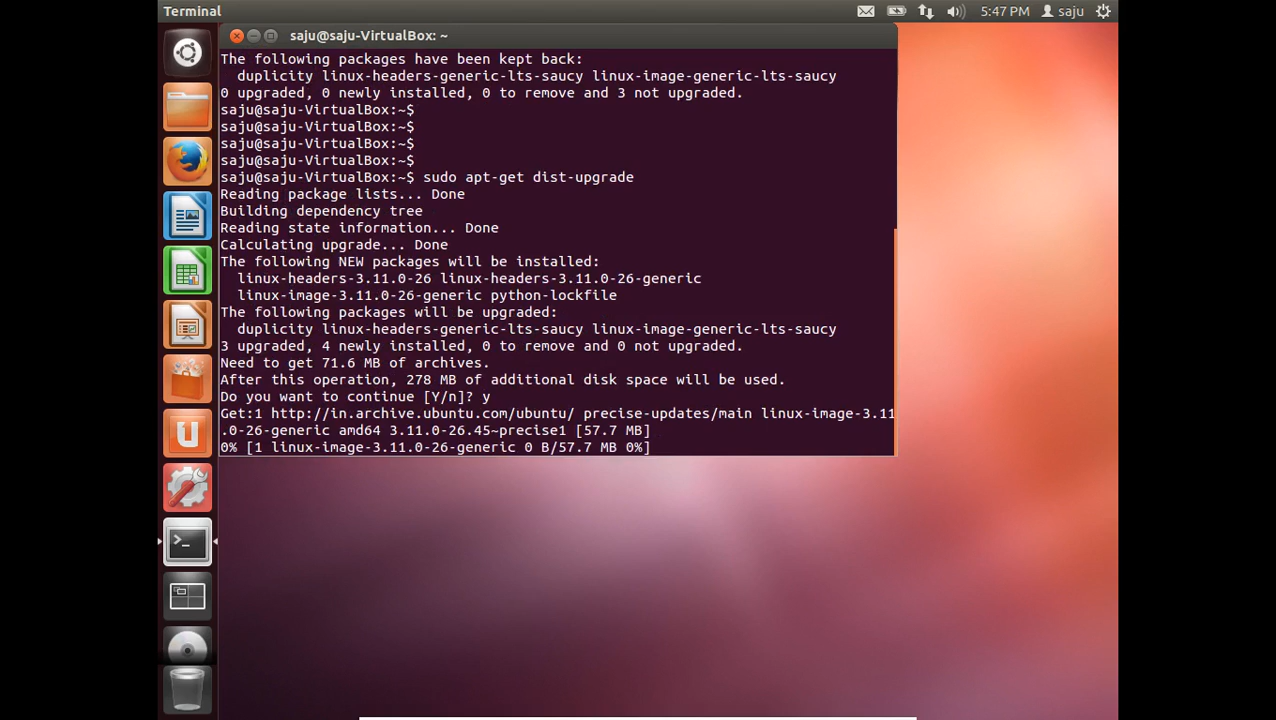 Terminal
5:47 PM saju
saju@saju-VirtualBox: ~
The following packages have been kept back:
duplicity linux-headers-generic-lts-saucy linux-image-generic-lts-saucy
0 upgraded, 0 newly installed, 0 to remove and 3 not upgraded.
saju@saju-VirtualBox:~$
saju@saju-VirtualBox:~$
saju@saju-VirtualBox:~$
saju@saju-VirtualBox:~$
saju@saju-VirtualBox:~$ sudo apt-get dist-upgrade
Reading package lists... Done
Building dependency tree
Reading state information... Done
Calculating upgrade... Done
The following NEW packages will be installed:
linux-headers-3.11.0-26 linux-headers-3.11.0-26-generic
linux-image-3.11.0-26-generic python-lockfile
The following packages will be upgraded:
duplicity linux-headers-generic-lts-saucy linux-image-generic-lts-saucy
3 upgraded, 4 newly installed, 0 to remove and 0 not upgraded.
Need to get 71.6 MB of archives.
After this operation, 278 MB of additional disk space will be used.
Do you want to continue [Y/n]? y
Get:1 http://in.archive.ubuntu.com/ubuntu/ precise-updates/main linux-image-3.11
.0-26-generic amd64 3.11.0-26.45~precise1 [57.7 MB]
0% [1 linux-image-3.11.0-26-generic 0 B/57.7 MB 0%]